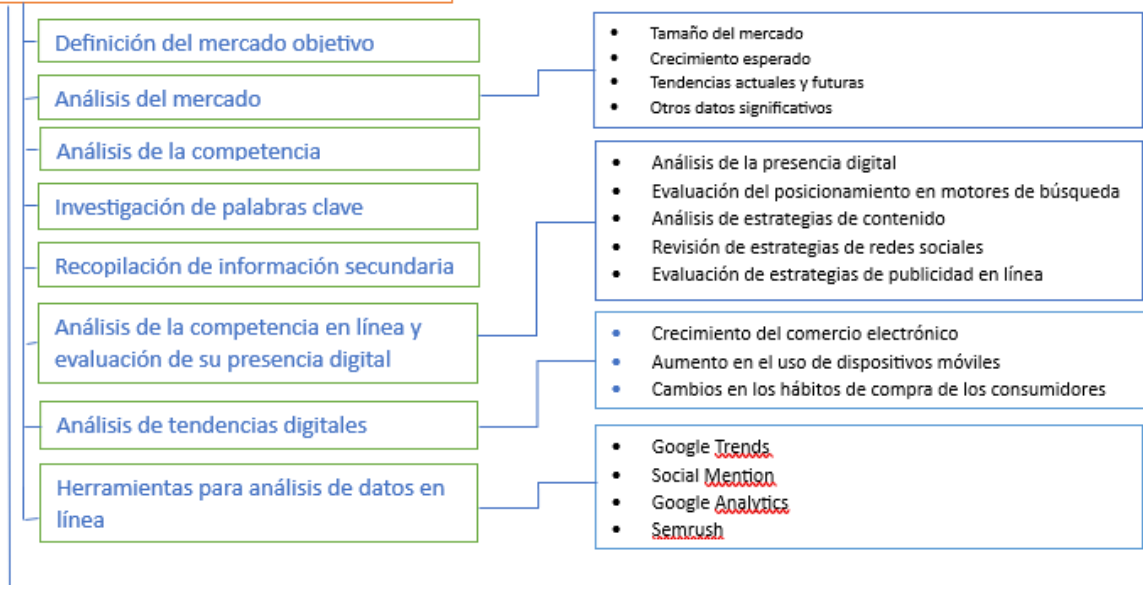 Definición del mercado objetivo
Análisis del mercado
Análisis de la competencia
Investigación de palabras clave
Recopilación de información secundaria
Análisis de la competencia en línea y
evaluación de su presencia digital
Análisis de tendencias digitales
Herramientas para análisis de datos en
línea
• Tamaño del mercado
• Crecimiento esperado
• Tendencias actuales y futuras
• Otros datos significativos
• Análisis de la presencia digital
• Evaluación del posicionamiento en motores de búsqueda
• Análisis de estrategias de contenido
• Revisión de estrategias de redes sociales
• Evaluación de estrategias de publicidad en línea
• Crecimiento del comercio electrónico
• Aumento en el uso de dispositivos móviles
• Cambios en los hábitos de compra de los consumidores
• Google Trends
• Social Mention
• Google Analytics
• Semrush